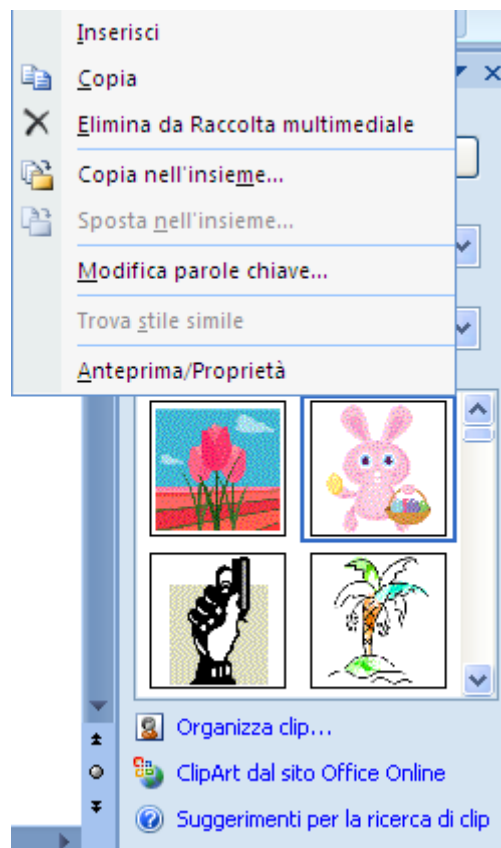 Inserisci
Copia
Elimina da Raccolta multimediale
Copia nell'insieme...
Sposta nell'insieme...
Modifica parole chiave...
Trova stile simile
Anteprima/Proprietà
Organizza clip...
ClipArt dal sito Office Online
Suggerimenti per la ricerca di clip